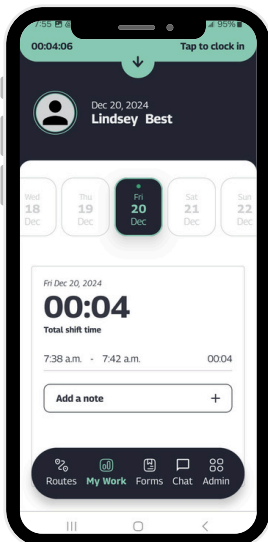 7:55
95%
00:04:06 Tap to clock in
Dec 20, 2024
Lindsey Best
Wed Thu Fri Sat Sun
18 19 20 21 22
Dec Dec Dec Dec Dec
Fri Dec 20, 2024
00:04
Total shift time
7:38 a.m. - 7:42 a.m. 00:04
Add a note +
Routes My Work Forms Chat Admin